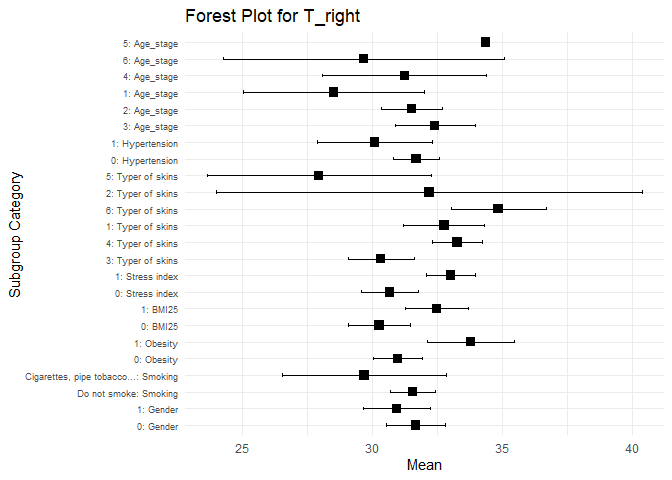 Forest Plot for T_right
Subgroup Category
5: Age_stage
6: Age_stage
4: Age_stage
1: Age_stage
2: Age_stage
3: Age_stage
1: Hypertension
0: Hypertension
5: Typer of skins
2: Typer of skins
6: Typer of skins
1: Typer of skins
4: Typer of skins
3: Typer of skins
1: Stress index
0: Stress index
1: BMI25
0: BMI25
1: Obesity
0: Obesity
Cigarettes, pipe tobacco...: Smoking
Do not smoke: Smoking
1: Gender
0: Gender
25 30 35 40
Mean